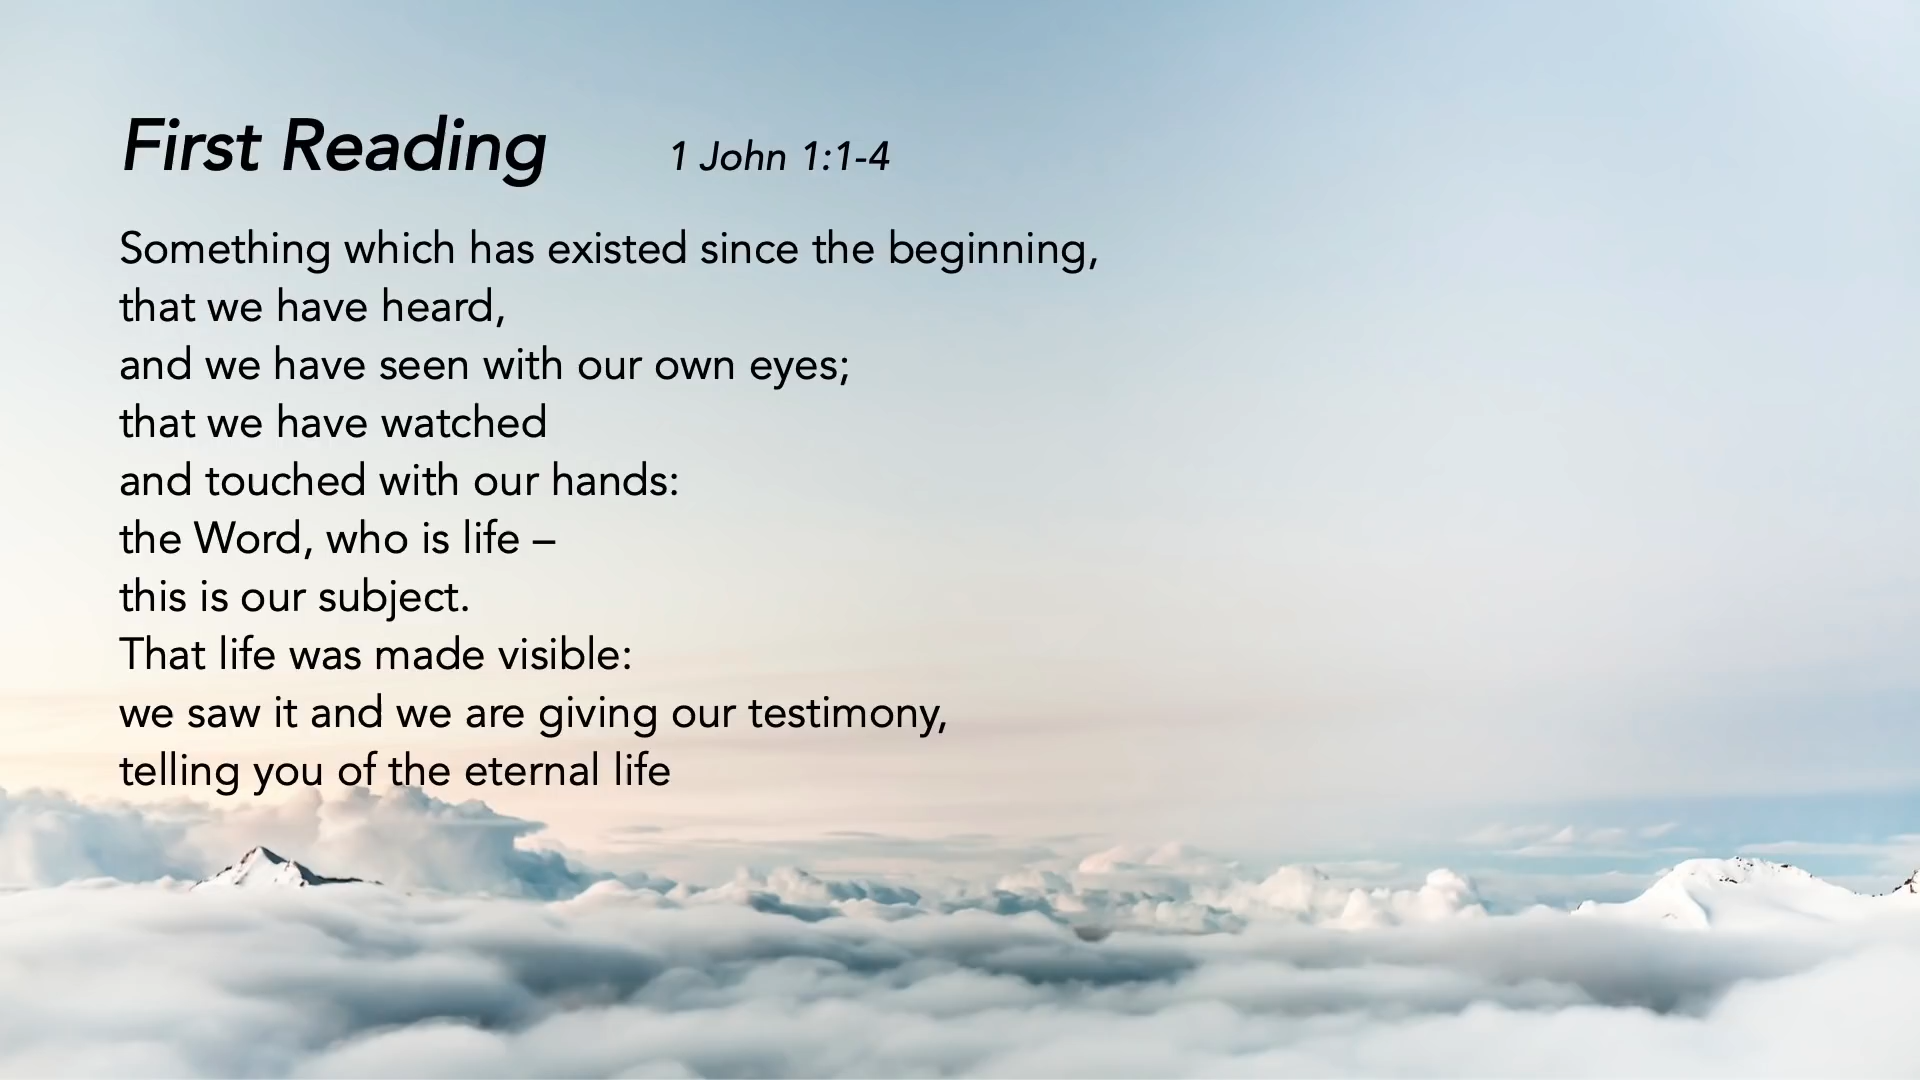 First Reading 1 John 1:1-4
Something which has existed since the beginning,
that we have heard,
and we have seen with our own eyes;
that we have watched
and touched with our hands:
the Word, who is life –
this is our subject.
That life was made visible:
we saw it and we are giving our testimony,
telling you of the eternal life